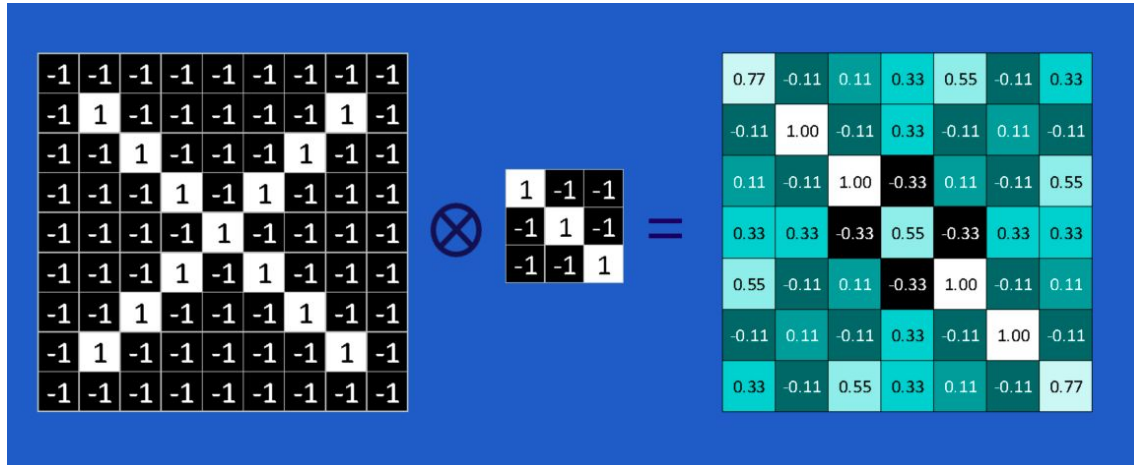 -1 -1 -1 -1 -1 -1 -1 -1 -1
-1 1 -1 -1 -1 -1 -1 1 -1
-1 -1 1 -1 -1 -1 1 -1 -1
-1 -1 -1 1 -1 1 -1 -1 -1
-1 -1 -1 -1 1 -1 -1 -1 -1
-1 -1 -1 1 -1 1 -1 -1 -1
-1 -1 1 -1 -1 -1 1 -1 -1
-1 1 -1 -1 -1 -1 -1 1 -1
-1 -1 -1 -1 -1 -1 -1 -1 -1
⊗
1 -1 -1
-1 1 -1
-1 -1 1
=
0.77 -0.11 0.11 0.33 0.55 -0.11 0.33
-0.11 1.00 -0.11 0.33 -0.11 0.11 -0.11
0.11 -0.11 1.00 -0.33 0.11 -0.11 0.55
0.33 0.33 -0.33 0.55 -0.33 0.33 0.33
0.55 -0.11 0.11 -0.33 1.00 -0.11 0.11
-0.11 0.11 -0.11 0.33 -0.11 1.00 -0.11
0.33 -0.11 0.55 0.33 0.11 -0.11 0.77